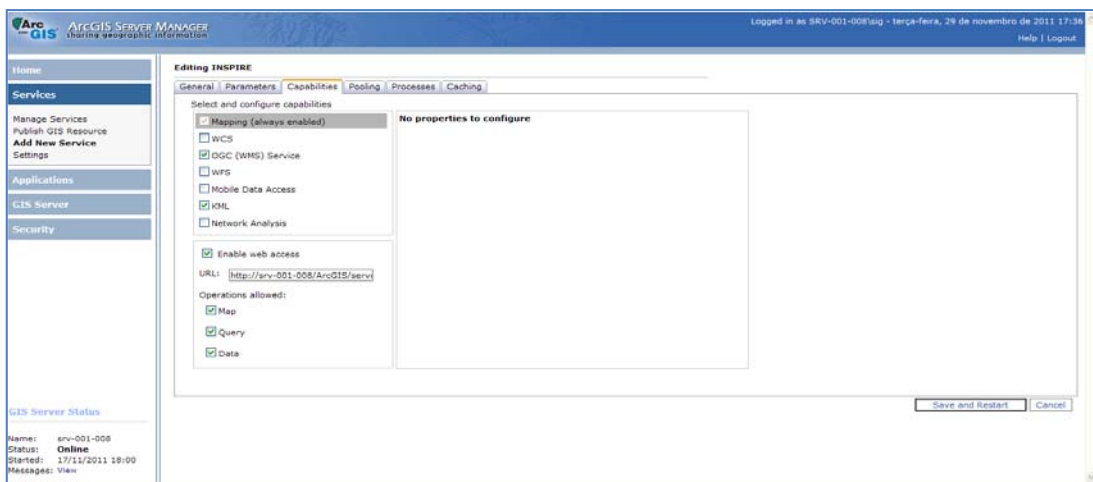 Arc GIS
ArcGIS Server Manager
sharing geographic information
Logged in as SRV-001-008\sig - terça-feira, 29 de novembro de 2011 17:36
Help | Logout
Home
Services
Manage Services
Publish GIS Resource
Add New Service
Settings
Applications
GIS Server
Security
GIS Server Status
Name: srv-001-008
Status: Online
Started: 17/11/2011 18:00
Messages: View
Editing INSPIRE
General Parameters Capabilities Pooling Processes Caching
Select and configure capabilities
Mapping (always enabled)
WCS
OGC (WMS) Service
WFS
Mobile Data Access
KML
Network Analysis
No properties to configure
Enable web access
URL: http://srv-001-008/ArcGIS/servi
Operations allowed:
Map
Query
Data
Save and Restart Cancel